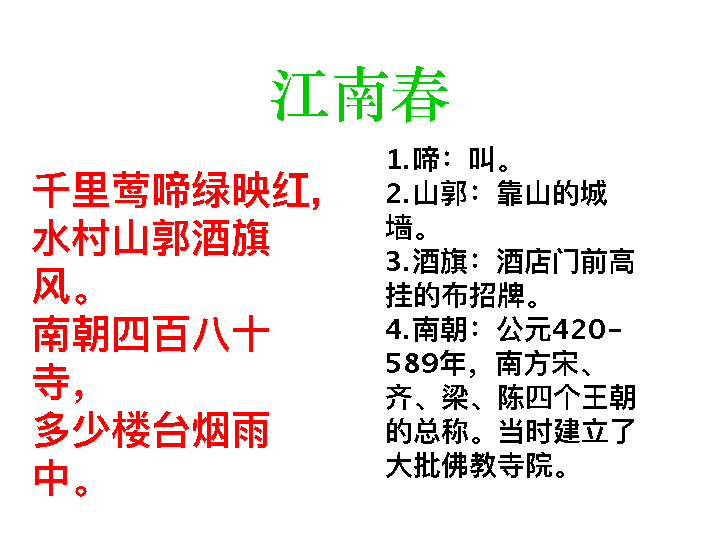 江南春
千里莺啼绿映红，
水村山郭酒旗
风。
南朝四百八十
寺，
多少楼台烟雨
中。
1.啼：叫。
2.山郭：靠山的城
墙。
3.酒旗：酒店门前高
挂的布招牌。
4.南朝：公元420-
589年，南方宋、
齐、梁、陈四个王朝
的总称。当时建立了
大批佛教寺院。